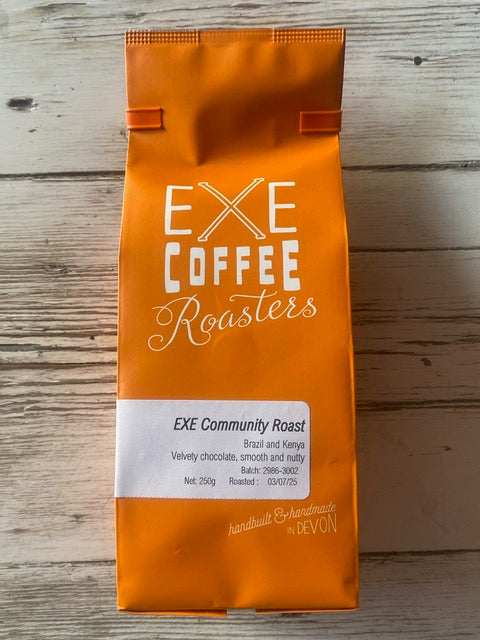 EXE
COFFEE
Roasters
EXE Community Roast
Brazil and Kenya
Velvety chocolate, smooth and nutty
Batch: 2986-3002
Net: 250g Roasted : 03/07/25
handbuilt & handmade
IN DEVON